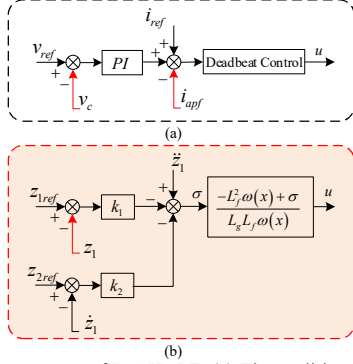 i_ref
v_ref + − PI + + − Deadbeat Control u
v_c i_apf
(a)
z̈_1
z_1ref + − k_1 − + − σ −L_f^2 ω(x) + σ / L_g L_f ω(x) u
z_1
z_2ref + − k_2
ż_1
(b)